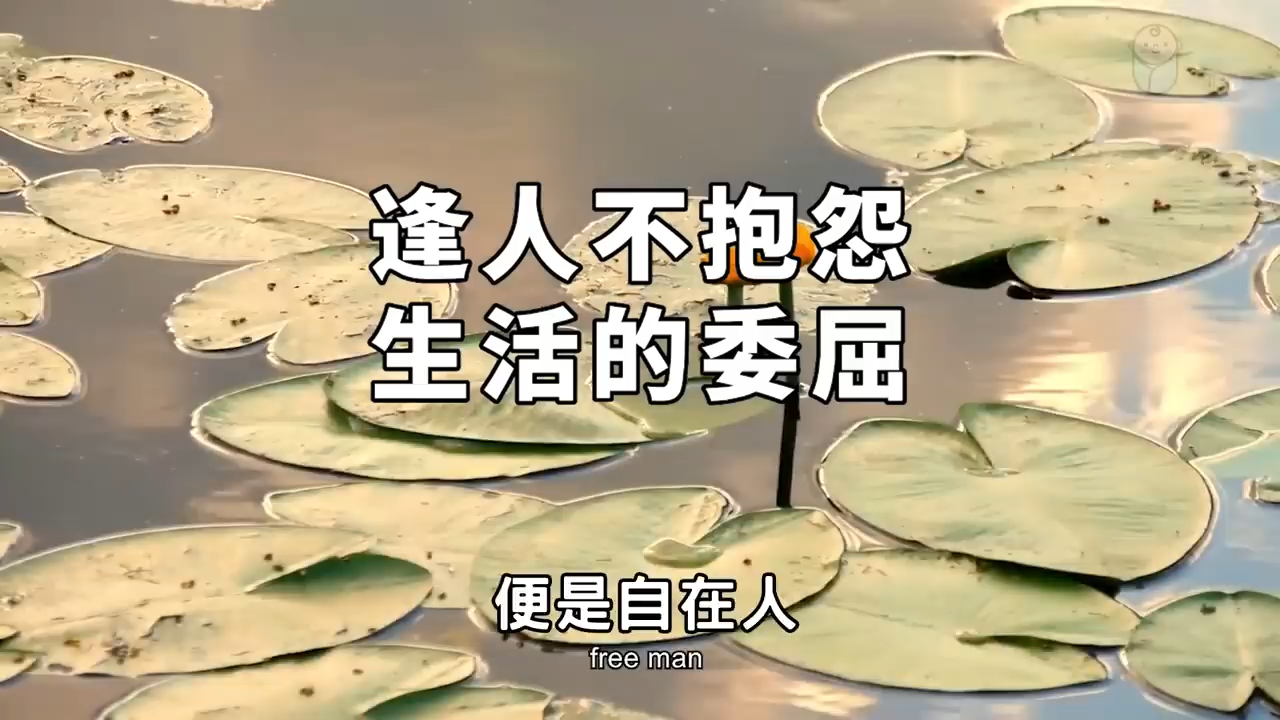 逢人不抱怨
生活的委屈
便是自在人
free man